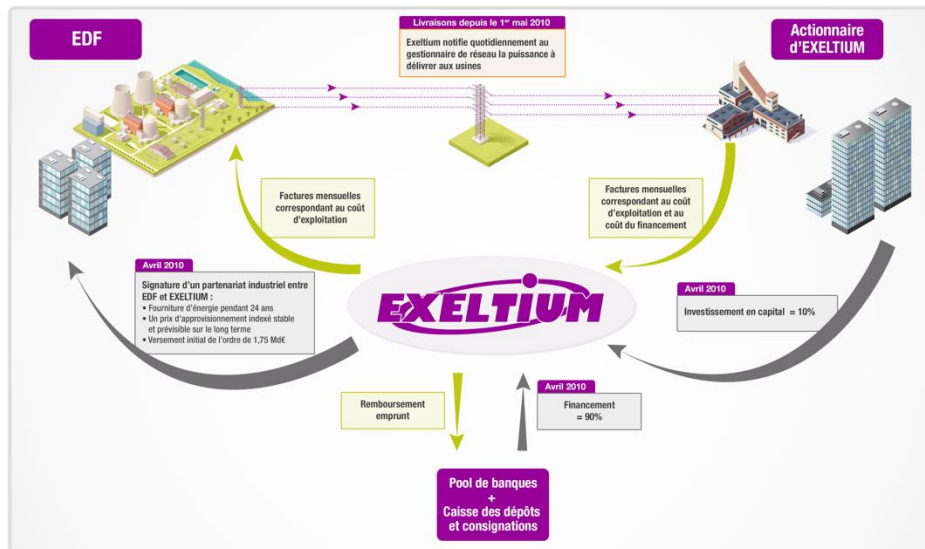 EDF
Livraisons depuis le 1er mai 2010
Exeltium notifie quotidiennement au
gestionnaire de réseau la puissance à
délivrer aux usines
Actionnaire
d'EXELTIUM
Factures mensuelles
correspondant au coût
d'exploitation
Factures mensuelles
correspondant au coût
d'exploitation et au
coût du financement
Avril 2010
Signature d'un partenariat industriel entre
EDF et EXELTIUM :
• Fourniture d'énergie pendant 24 ans
• Un prix d'approvisionnement indexé stable
et prévisible sur le long terme
• Versement initial de l'ordre de 1,75 Md€
EXELTIUM
Avril 2010
Investissement en capital = 10%
Remboursement
emprunt
Avril 2010
Financement
= 90%
Pool de banques
+
Caisse des dépôts
et consignations